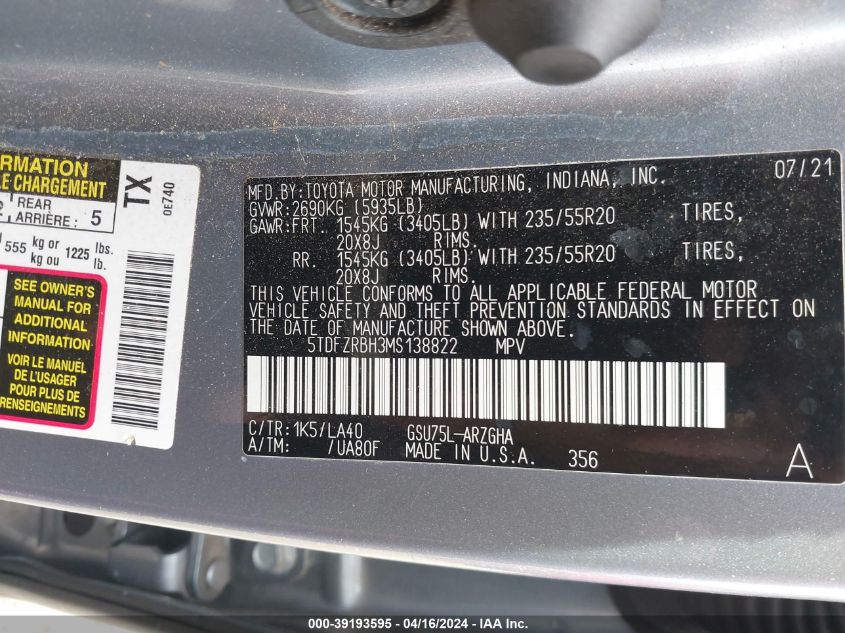 RMATION
LE CHARGEMENT
REAR
ARRIÈRE: 5
555 kg or 1225 lbs.
kg ou lb.
SEE OWNER'S
MANUAL FOR
ADDITIONAL
INFORMATION
VOIR LE MANUEL
DE L'USAGER
POUR PLUS DE
RENSEIGNEMENTS
TX
0E740
07/21
MFD.BY:TOYOTA MOTOR MANUFACTURING, INDIANA, INC.
GVWR:2690KG (5935LB)
GAWR:FRT. 1545KG (3405LB) WITH 235/55R20 TIRES,
20X8J RIMS.
RR. 1545KG (3405LB) WITH 235/55R20 TIRES,
20X8J RIMS.
THIS VEHICLE CONFORMS TO ALL APPLICABLE FEDERAL MOTOR
VEHICLE SAFETY AND THEFT PREVENTION STANDARDS IN EFFECT ON
THE DATE OF MANUFACTURE SHOWN ABOVE.
5TDFZRBH3MS138822 MPV
C/TR:1K5/LA40 GSU75L-ARZGHA
A/TM: /UA80F MADE IN U.S.A. 356
A
000-39193595 - 04/16/2024 - IAAI.com